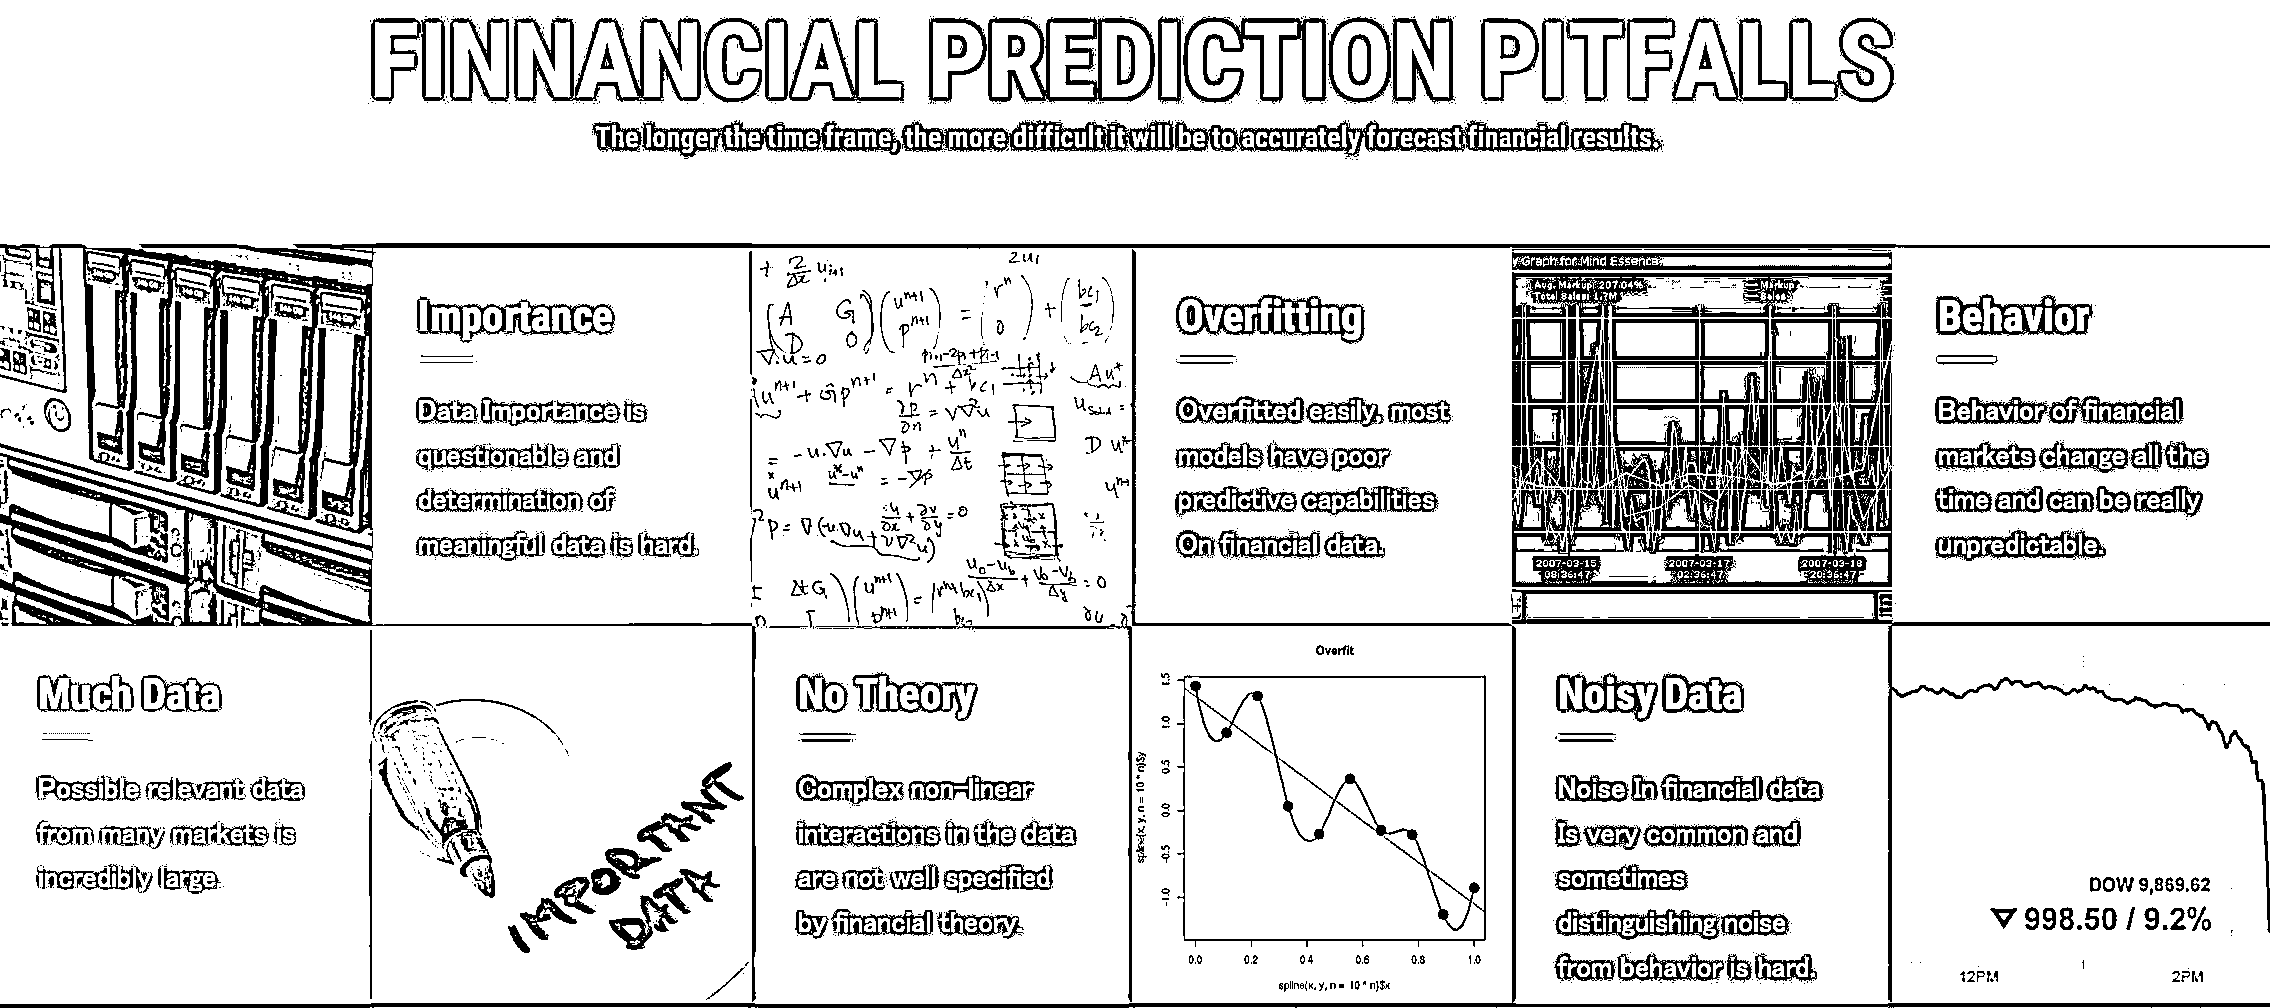 FINNANCIAL PREDICTION PITFALLS
The longer the time frame, the more difficult it will be to accurately forecast financial results.
Importance
Data Importance is
questionable and
determination of
meaningful data is hard.
Overfitting
Overfitted easily, most
models have poor
predictive capabilities
On financial data.
y Graph for Mind Essence
Avg. Markup 207.04%
Total Sales: 1.7M
Markup
Sales
2007-03-15
08:36:47
2007-03-17
02:36:47
2007-03-18
20:36:47
Behavior
Behavior of financial
markets change all the
time and can be really
unpredictable.
Much Data
Possible relevant data
from many markets is
incredibly large.
IMPORTANT
DATA
No Theory
Complex non-linear
interactions in the data
are not well specified
by financial theory.
Overfit
spline(x, y, n = 10 * n)$y
1.5
1.0
0.5
0.0
-0.5
-1.0
0.0 0.2 0.4 0.6 0.8 1.0
spline(x, y, n = 10 * n)$x
Noisy Data
Noise In financial data
Is very common and
sometimes
distinguishing noise
from behavior is hard.
DOW 9,869.62
▽ 998.50 / 9.2%
12PM 2PM